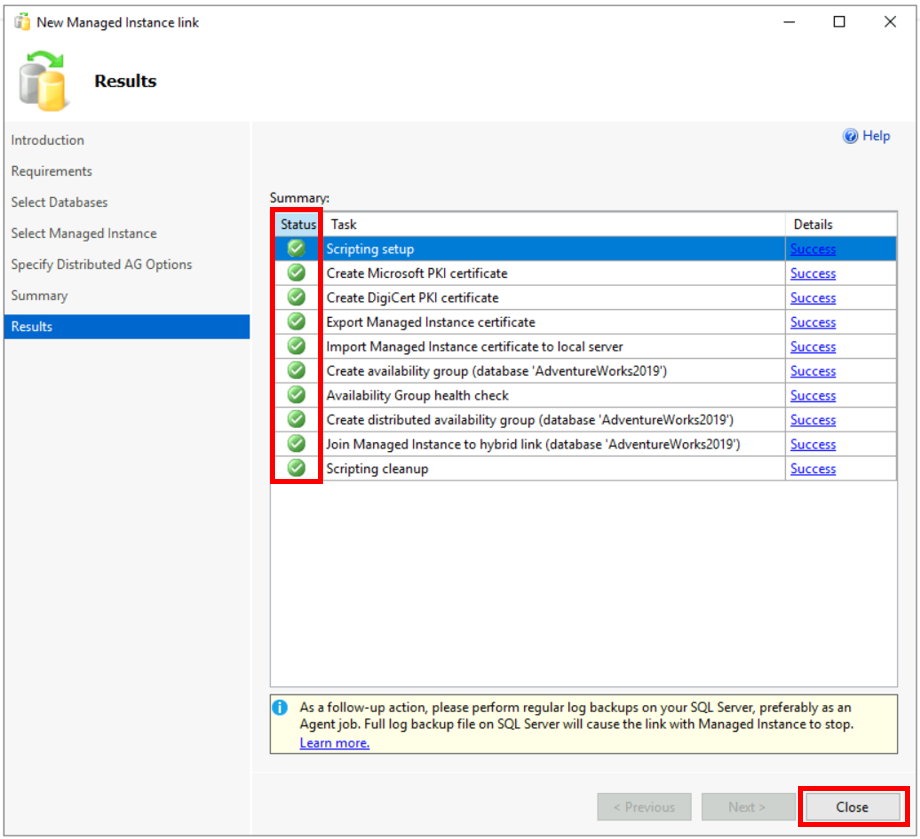 New Managed Instance link
Results
Introduction
Requirements
Select Databases
Select Managed Instance
Specify Distributed AG Options
Summary
Results
Help
Summary:
Status Task Details
Scripting setup Success
Create Microsoft PKI certificate Success
Create DigiCert PKI certificate Success
Export Managed Instance certificate Success
Import Managed Instance certificate to local server Success
Create availability group (database 'AdventureWorks2019') Success
Availability Group health check Success
Create distributed availability group (database 'AdventureWorks2019') Success
Join Managed Instance to hybrid link (database 'AdventureWorks2019') Success
Scripting cleanup Success
As a follow-up action, please perform regular log backups on your SQL Server, preferably as an
Agent job. Full log backup file on SQL Server will cause the link with Managed Instance to stop.
Learn more.
< Previous Next > Close